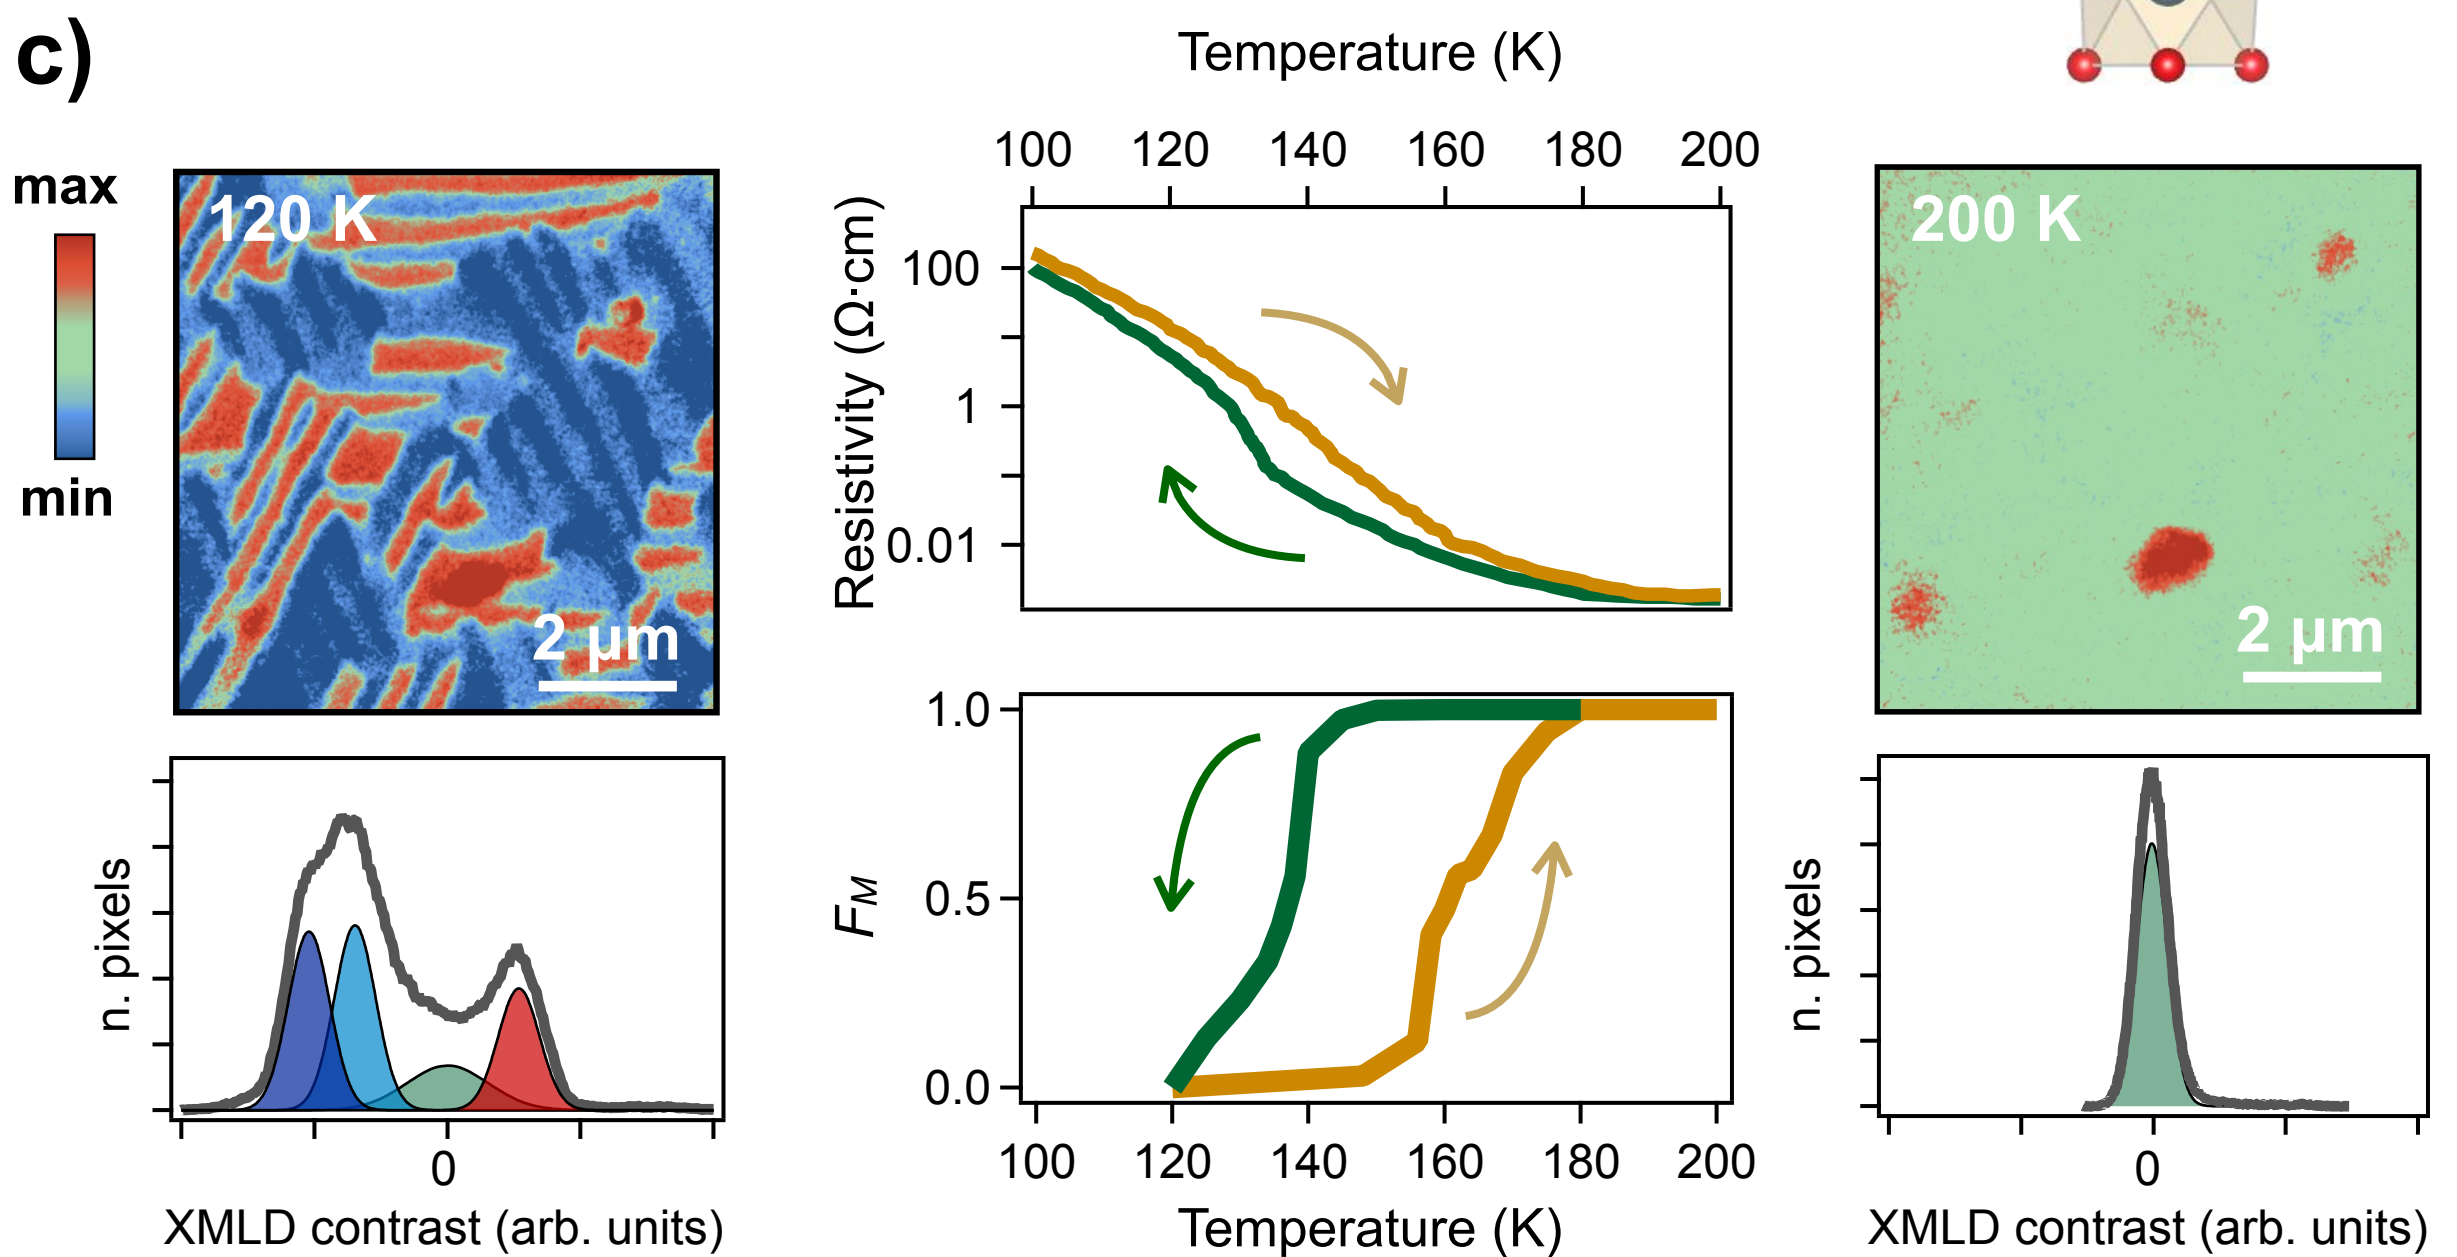 c)
max
min
120 K
2 µm
n. pixels
0
XMLD contrast (arb. units)
Temperature (K)
100 120 140 160 180 200
Resistivity (Ω·cm)
100
1
0.01
F_M
1.0
0.5
0.0
100 120 140 160 180 200
Temperature (K)
200 K
2 µm
n. pixels
0
XMLD contrast (arb. units)